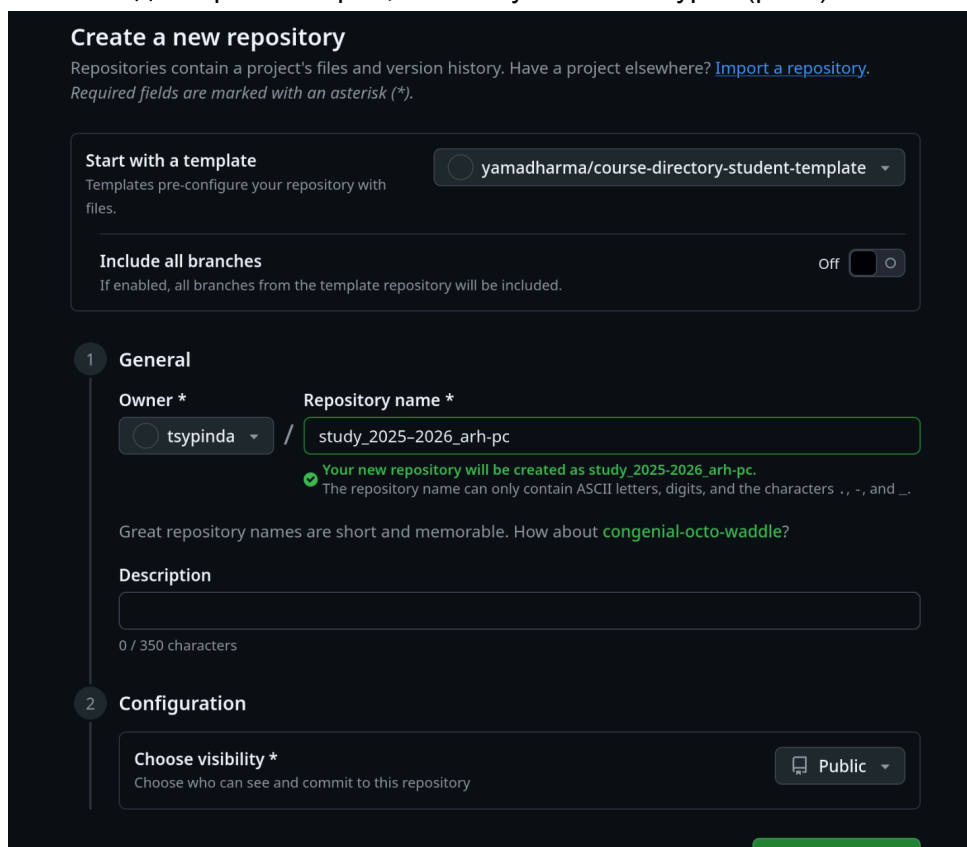 Create a new repository
Repositories contain a project's files and version history. Have a project elsewhere? Import a repository.
Required fields are marked with an asterisk (*).
Start with a template
Templates pre-configure your repository with
files.
yamadharma/course-directory-student-template
Include all branches
If enabled, all branches from the template repository will be included.
Off
1 General
Owner *
Repository name *
tsypinda / study_2025–2026_arh-pc
Your new repository will be created as study_2025-2026_arh-pc.
The repository name can only contain ASCII letters, digits, and the characters ., -, and _.
Great repository names are short and memorable. How about congenial-octo-waddle?
Description
0 / 350 characters
2 Configuration
Choose visibility *
Choose who can see and commit to this repository
Public